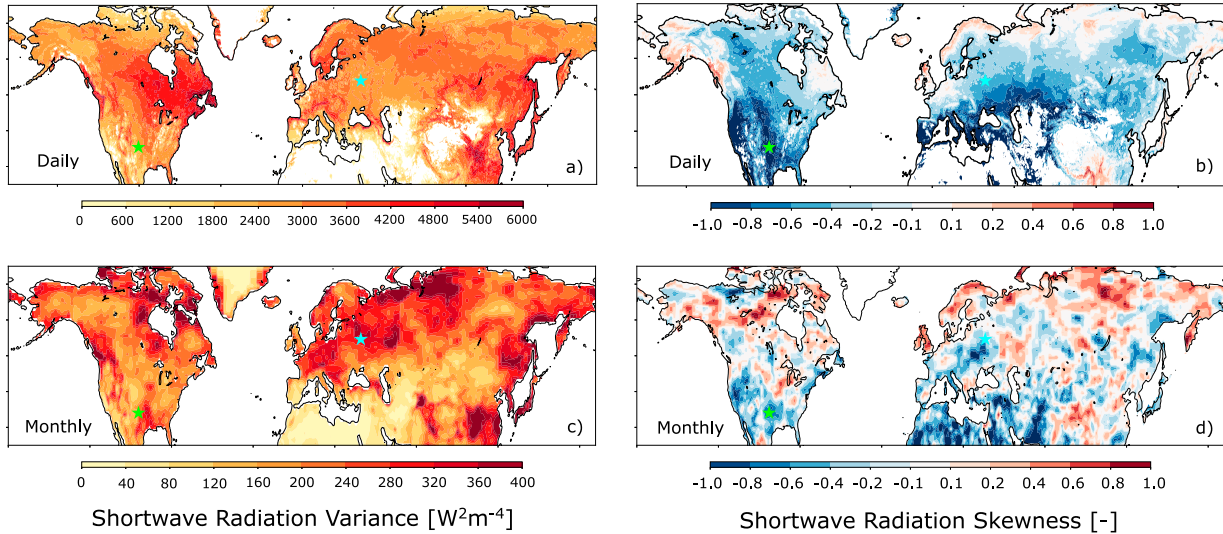 Daily
a)
0 600 1200 1800 2400 3000 3600 4200 4800 5400 6000
Daily
b)
-1.0 -0.8 -0.6 -0.4 -0.2 -0.1 0.1 0.2 0.4 0.6 0.8 1.0
Monthly
c)
0 40 80 120 160 200 240 280 320 360 400
Shortwave Radiation Variance [W²m⁻⁴]
Monthly
d)
-1.0 -0.8 -0.6 -0.4 -0.2 -0.1 0.1 0.2 0.4 0.6 0.8 1.0
Shortwave Radiation Skewness [-]